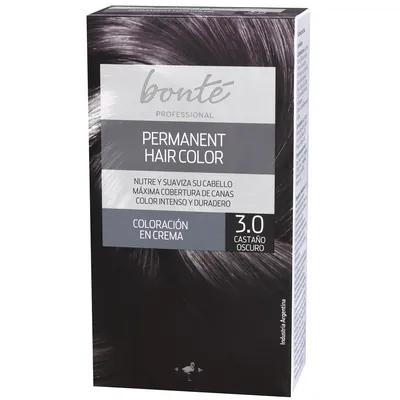 bonté
PROFESSIONAL
PERMANENT
HAIR COLOR
NUTRE Y SUAVIZA SU CABELLO
MÁXIMA COBERTURA DE CANAS
COLOR INTENSO Y DURADERO
COLORACIÓN
EN CREMA
3.0
CASTAÑO
OSCURO
Industria Argentina